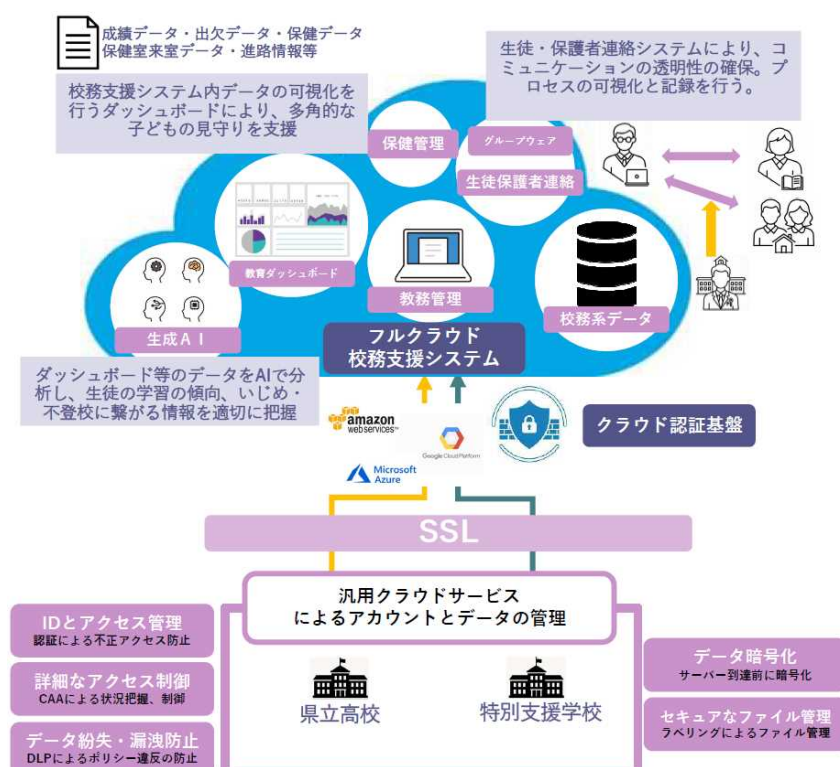 成績データ・出欠データ・保健データ
保健室来室データ・進路情報等
校務支援システム内データの可視化を
行うダッシュボードにより、多角的な
子どもの見守りを支援
生徒・保護者連絡システムにより、コ
ミュニケーションの透明性の確保。プ
ロセスの可視化と記録を行う。
保健管理
グループウェア
生徒保護者連絡
教育ダッシュボード
教務管理
校務系データ
生成AI
フルクラウド
校務支援システム
ダッシュボード等のデータをAIで分
析し、生徒の学習の傾向、いじめ・
不登校に繋がる情報を適切に把握
amazon
webservices™
Google Cloud Platform
Microsoft
Azure
クラウド認証基盤
SSL
汎用クラウドサービス
によるアカウントとデータの管理
IDとアクセス管理
認証による不正アクセス防止
詳細なアクセス制御
CAAによる状況把握、制御
データ紛失・漏洩防止
DLPによるポリシー違反の防止
県立高校
特別支援学校
データ暗号化
サーバー到達前に暗号化
セキュアなファイル管理
ラベリングによるファイル管理